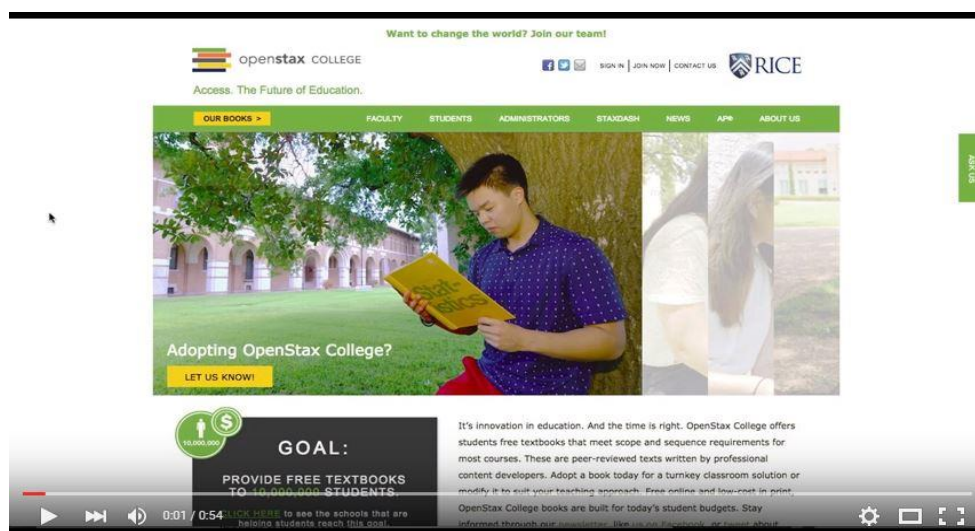 Want to change the world? Join our team!
openstax COLLEGE
SIGN IN | JOIN NOW | CONTACT US
RICE
Access. The Future of Education.
OUR BOOKS >
FACULTY
STUDENTS
ADMINISTRATORS
STAXDASH
NEWS
AP®
ABOUT US
ASK US
Statistics
Adopting OpenStax College?
LET US KNOW!
$
10,000,000
GOAL:
PROVIDE FREE TEXTBOOKS
TO 10,000,000 STUDENTS.
CLICK HERE to see the schools that are
helping students reach this goal.
It's innovation in education. And the time is right. OpenStax College offers
students free textbooks that meet scope and sequence requirements for
most courses. These are peer-reviewed texts written by professional
content developers. Adopt a book today for a turnkey classroom solution or
modify it to suit your teaching approach. Free online and low-cost in print,
OpenStax College books are built for today's student budgets. Stay
informed through our newsletter, like us on Facebook, or tweet about
0:01 / 0:54